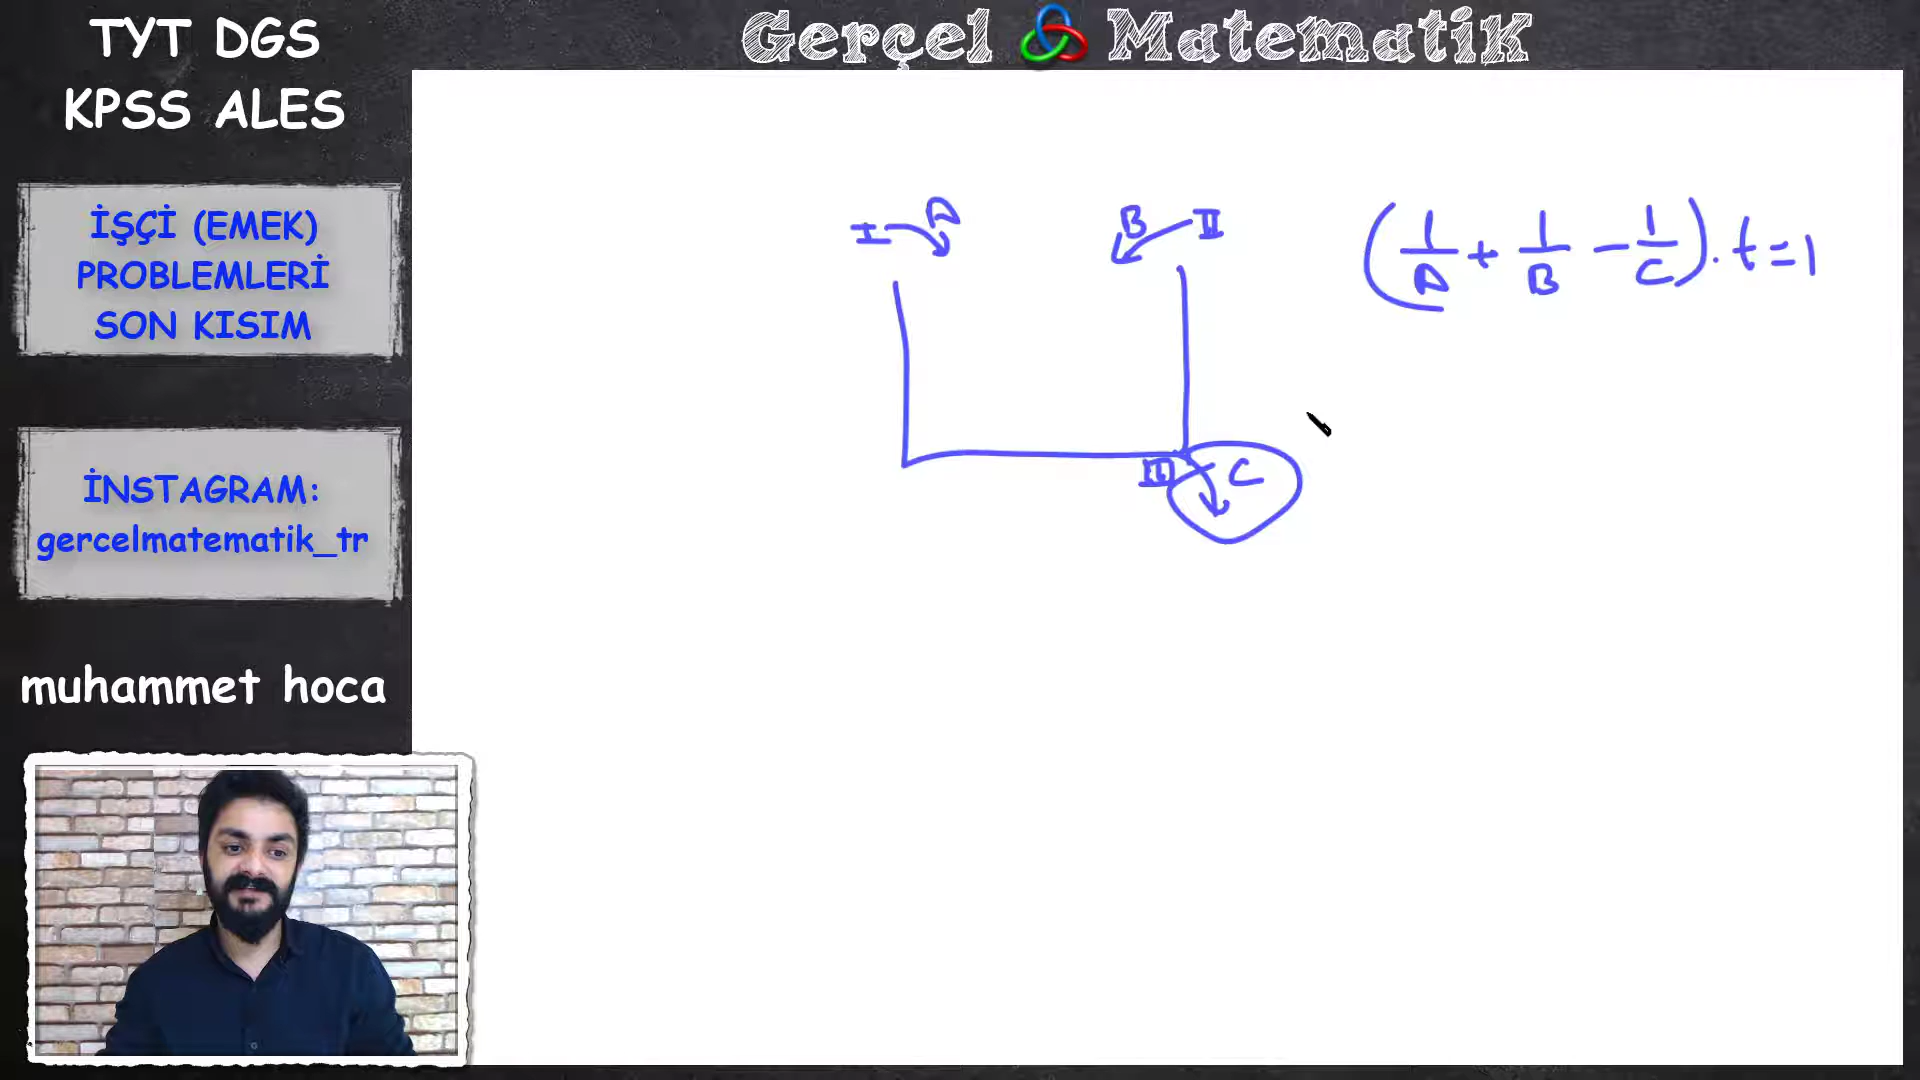 TYT DGS
KPSS ALES
Gerçel Matematik
İŞÇİ (EMEK)
PROBLEMLERİ
SON KISIM
İNSTAGRAM:
gercelmatematik_tr
muhammet hoca
I A
B II
III C
(1/A + 1/B - 1/C) . t = 1